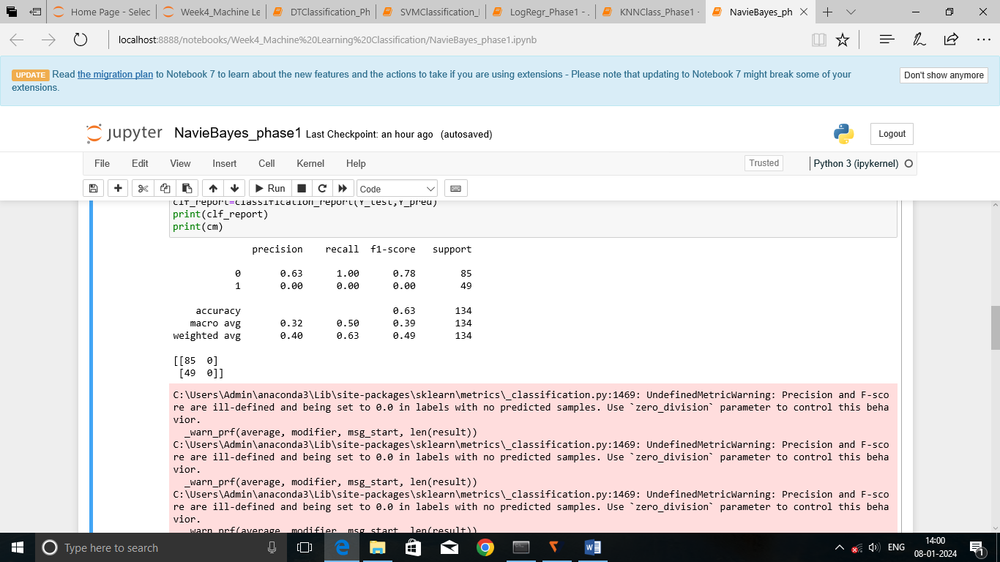 Home Page - Selec
Week4_Machine Le
DTClassification_Ph
SVMClassification_
LogRegr_Phase1 - .
KNNClass_Phase1 -
NavieBayes_ph
localhost:8888/notebooks/Week4_Machine%20Learning%20Classification/NavieBayes_phase1.ipynb
UPDATE Read the migration plan to Notebook 7 to learn about the new features and the actions to take if you are using extensions - Please note that updating to Notebook 7 might break some of your
extensions.
Don't show anymore
jupyter NavieBayes_phase1 Last Checkpoint: an hour ago (autosaved)
Logout
File Edit View Insert Cell Kernel Help
Trusted
Python 3 (ipykernel)
Run
Code
clf_report=classification_report(Y_test,Y_pred)
print(clf_report)
print(cm)
precision recall f1-score support
0 0.63 1.00 0.78 85
1 0.00 0.00 0.00 49
accuracy 0.63 134
macro avg 0.32 0.50 0.39 134
weighted avg 0.40 0.63 0.49 134
[[85 0]
[49 0]]
C:\Users\Admin\anaconda3\Lib\site-packages\sklearn\metrics\_classification.py:1469: UndefinedMetricWarning: Precision and F-sco
re are ill-defined and being set to 0.0 in labels with no predicted samples. Use `zero_division` parameter to control this beha
vior.
_warn_prf(average, modifier, msg_start, len(result))
C:\Users\Admin\anaconda3\Lib\site-packages\sklearn\metrics\_classification.py:1469: UndefinedMetricWarning: Precision and F-sco
re are ill-defined and being set to 0.0 in labels with no predicted samples. Use `zero_division` parameter to control this beha
vior.
_warn_prf(average, modifier, msg_start, len(result))
C:\Users\Admin\anaconda3\Lib\site-packages\sklearn\metrics\_classification.py:1469: UndefinedMetricWarning: Precision and F-sco
re are ill-defined and being set to 0.0 in labels with no predicted samples. Use `zero_division` parameter to control this beha
vior.
_warn_prf(average, modifier, msg_start, len(result))
Type here to search
ENG
14:00
08-01-2024
1